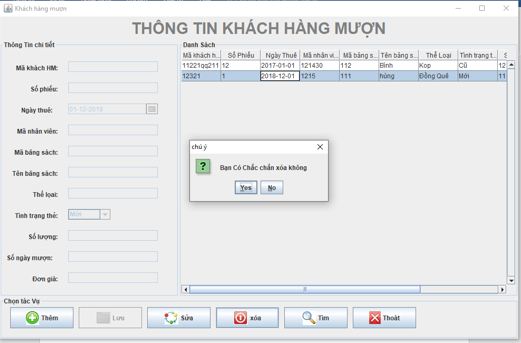 Khách hàng mượn
THÔNG TIN KHÁCH HÀNG MƯỢN
Thông Tin chi tiết
Mã khách HM:
Số phiếu:
Ngày thuê: 01-12-2018
Mã nhân viên:
Mã băng sách:
Tên băng sách:
Thể lọai:
Tình trạng thẻ: Mới
Số lượng:
Số ngày mượn:
Đơn giá:
Danh Sách
Mã khách h... Số Phiếu Ngày Thuê Mã nhân vi... Mã băng s... Tên băng s... Thể Loại Tình trạng t... S
11221qq211 12 2017-01-01 121430 112 Bình Kop Cũ 12
12321 1 2018-12-01 1215 111 hùng Đồng Quê Mới 11
chú ý
Bạn Có Chắc chắn xóa không
Yes No
Chọn tác Vụ
Thêm Lưu Sửa xóa Tìm Thoát